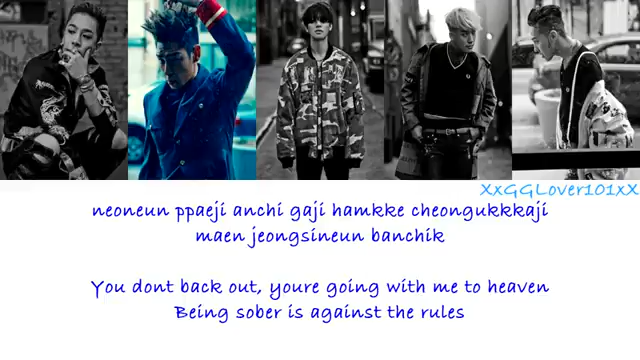 XxGGLover101xX
neoneun ppaeji anchi gaji hamkke cheongukkkaji
maen jeongsineun banchik
You dont back out, youre going with me to heaven
Being sober is against the rules